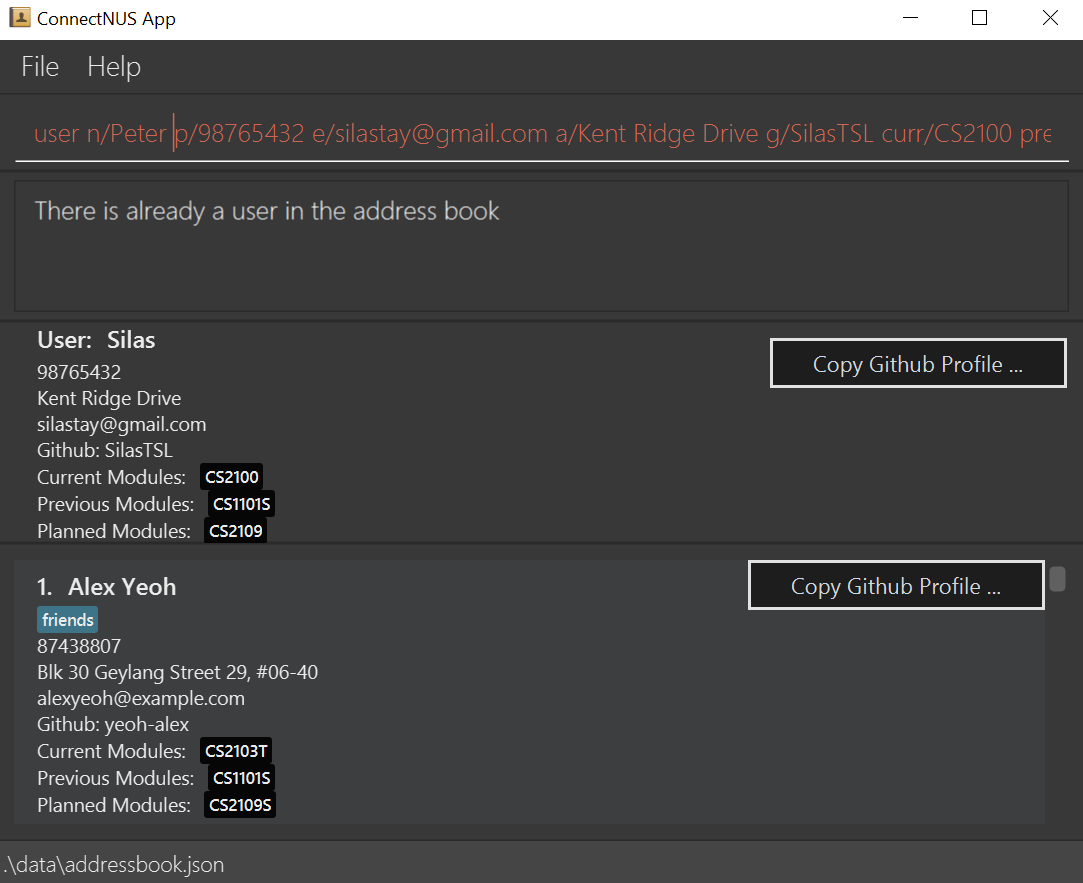 ConnectNUS App
File Help
user n/Peter p/98765432 e/silastay@gmail.com a/Kent Ridge Drive g/SilasTSL curr/CS2100 pre
There is already a user in the address book
User: Silas
Copy Github Profile ...
98765432
Kent Ridge Drive
silastay@gmail.com
Github: SilasTSL
Current Modules: CS2100
Previous Modules: CS1101S
Planned Modules: CS2109
1. Alex Yeoh
Copy Github Profile ...
friends
87438807
Blk 30 Geylang Street 29, #06-40
alexyeoh@example.com
Github: yeoh-alex
Current Modules: CS2103T
Previous Modules: CS1101S
Planned Modules: CS2109S
.\data\addressbook.json